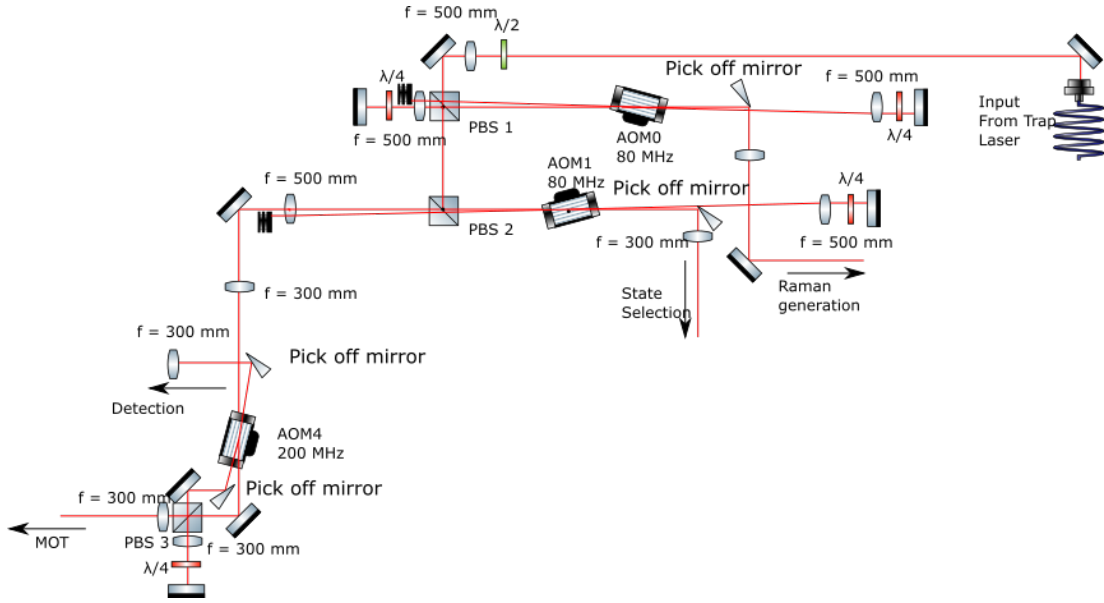 f = 500 mm
λ/2
Pick off mirror
λ/4
f = 500 mm
f = 500 mm
PBS 1
AOM0
80 MHz
λ/4
Input
From Trap
Laser
AOM1
80 MHz
Pick off mirror
λ/4
f = 500 mm
PBS 2
f = 300 mm
f = 500 mm
State
Selection
Raman
generation
f = 300 mm
f = 300 mm
Pick off mirror
Detection
AOM4
200 MHz
Pick off mirror
f = 300 mm
MOT
PBS 3
f = 300 mm
λ/4